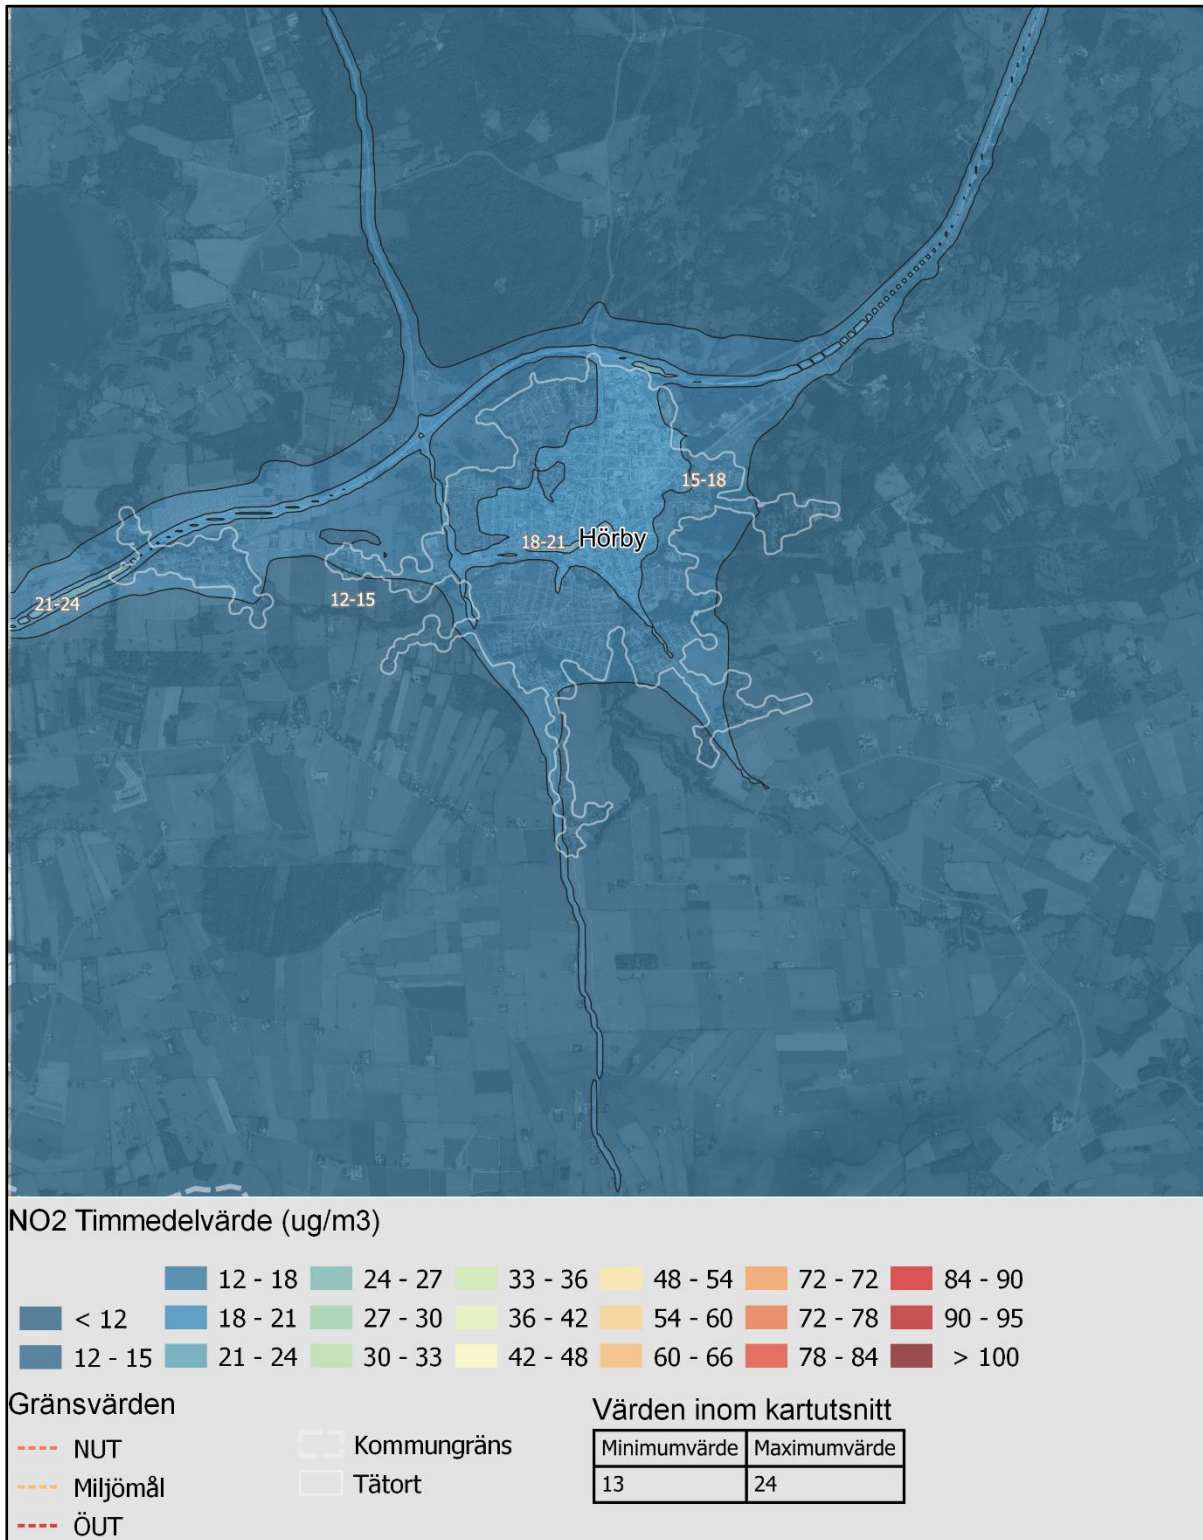 15-18
18-21 Hörby
21-24
12-15
NO2 Timmedelvärde (ug/m3)
12 - 18 24 - 27 33 - 36 48 - 54 72 - 72 84 - 90
< 12 18 - 21 27 - 30 36 - 42 54 - 60 72 - 78 90 - 95
12 - 15 21 - 24 30 - 33 42 - 48 60 - 66 78 - 84 > 100
Gränsvärden
NUT
Miljömål
ÖUT
Kommungräns
Tätort
Värden inom kartutsnitt
Minimumvärde Maximumvärde
13 24